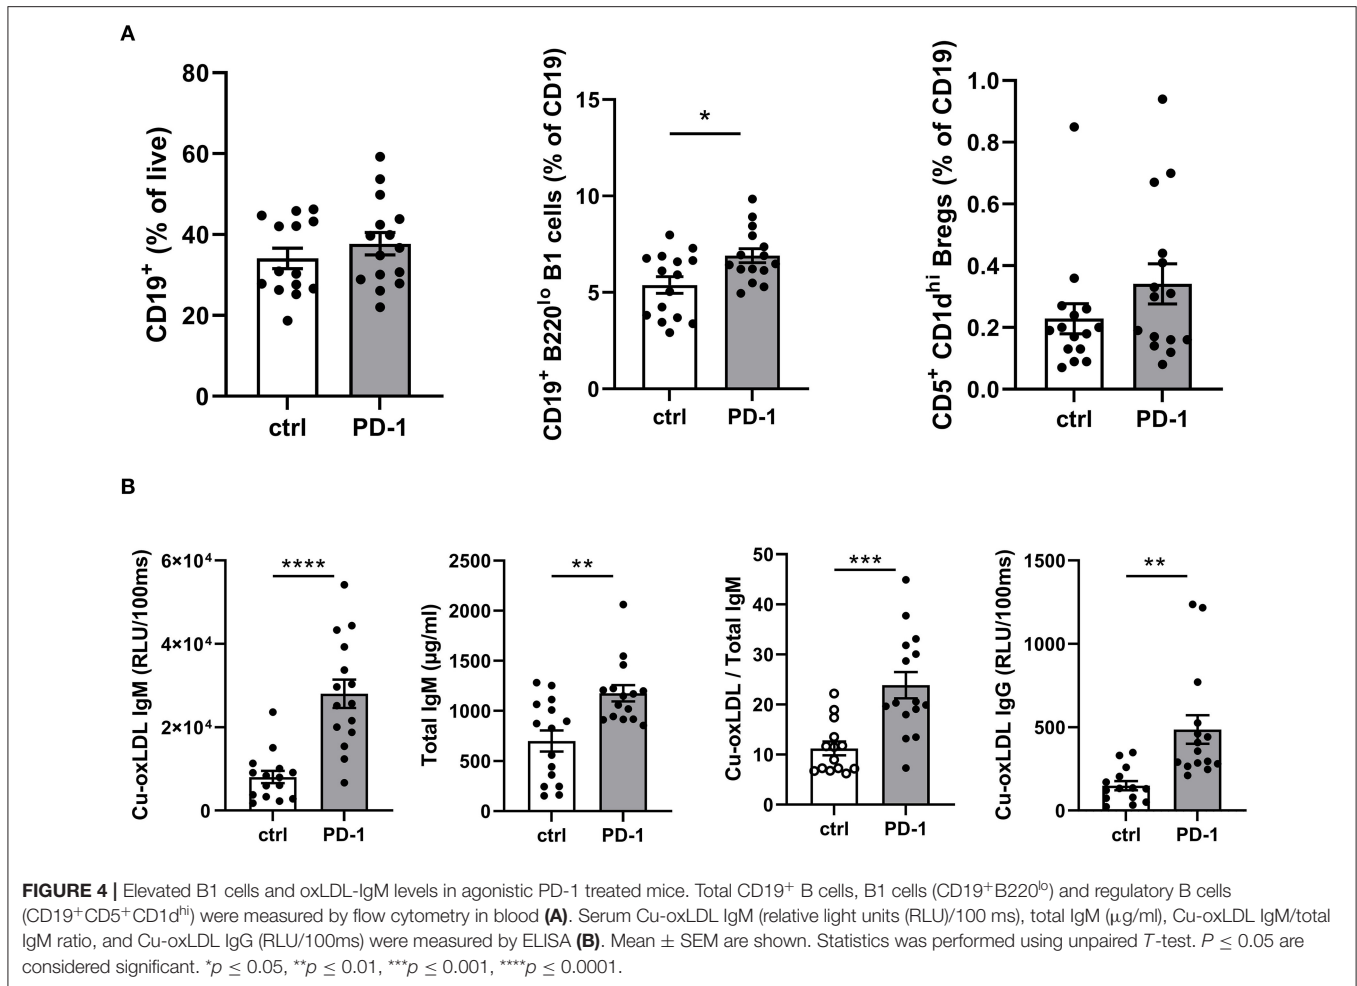 A
CD19⁺ (% of live)
80
60
40
20
0
ctrl PD-1
CD19⁺ B220ˡᵒ B1 cells (% of CD19)
15
10
5
0
*
ctrl PD-1
CD5⁺ CD1dʰⁱ Bregs (% of CD19)
1.0
0.8
0.6
0.4
0.2
0.0
ctrl PD-1
B
Cu-oxLDL IgM (RLU/100ms)
6×10⁴
4×10⁴
2×10⁴
0
****
ctrl PD-1
Total IgM (µg/ml)
2500
2000
1500
1000
500
0
**
ctrl PD-1
Cu-oxLDL / Total IgM
50
40
30
20
10
0
***
ctrl PD-1
Cu-oxLDL IgG (RLU/100ms)
1500
1000
500
0
**
ctrl PD-1
FIGURE 4 | Elevated B1 cells and oxLDL-IgM levels in agonistic PD-1 treated mice. Total CD19⁺ B cells, B1 cells (CD19⁺B220ˡᵒ) and regulatory B cells
(CD19⁺CD5⁺CD1dʰⁱ) were measured by flow cytometry in blood (A). Serum Cu-oxLDL IgM (relative light units (RLU)/100 ms), total IgM (µg/ml), Cu-oxLDL IgM/total
IgM ratio, and Cu-oxLDL IgG (RLU/100ms) were measured by ELISA (B). Mean ± SEM are shown. Statistics was performed using unpaired T-test. P ≤ 0.05 are
considered significant. *p ≤ 0.05, **p ≤ 0.01, ***p ≤ 0.001, ****p ≤ 0.0001.